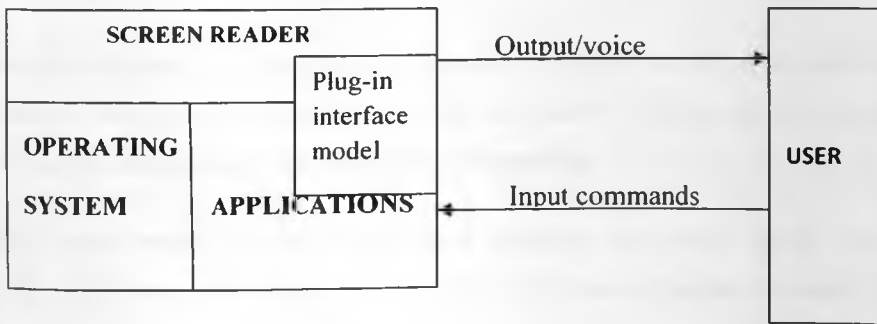 SCREEN READER
Output/voice
Plug-in
interface
model
OPERATING
SYSTEM
APPLICATIONS
USER
Input commands